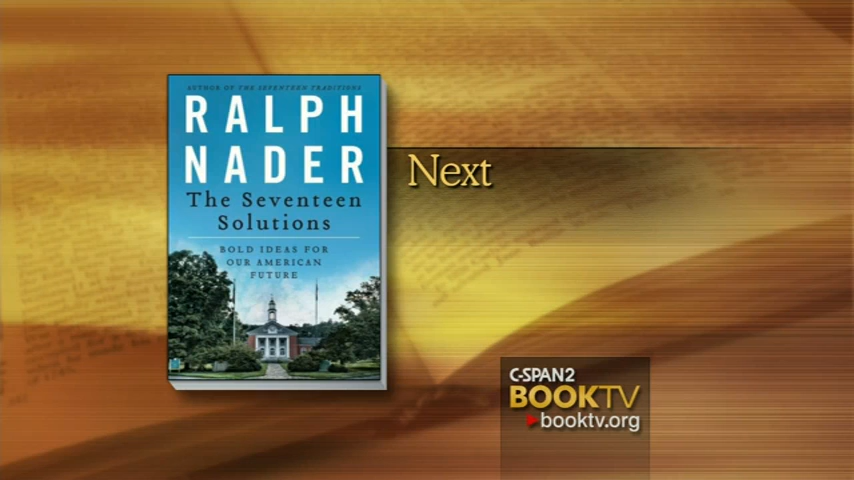 AUTHOR OF THE SEVENTEEN TRADITIONS
RALPH
NADER
The Seventeen
Solutions
BOLD IDEAS FOR
OUR AMERICAN
FUTURE
Next
C-SPAN2
BOOKTV
booktv.org